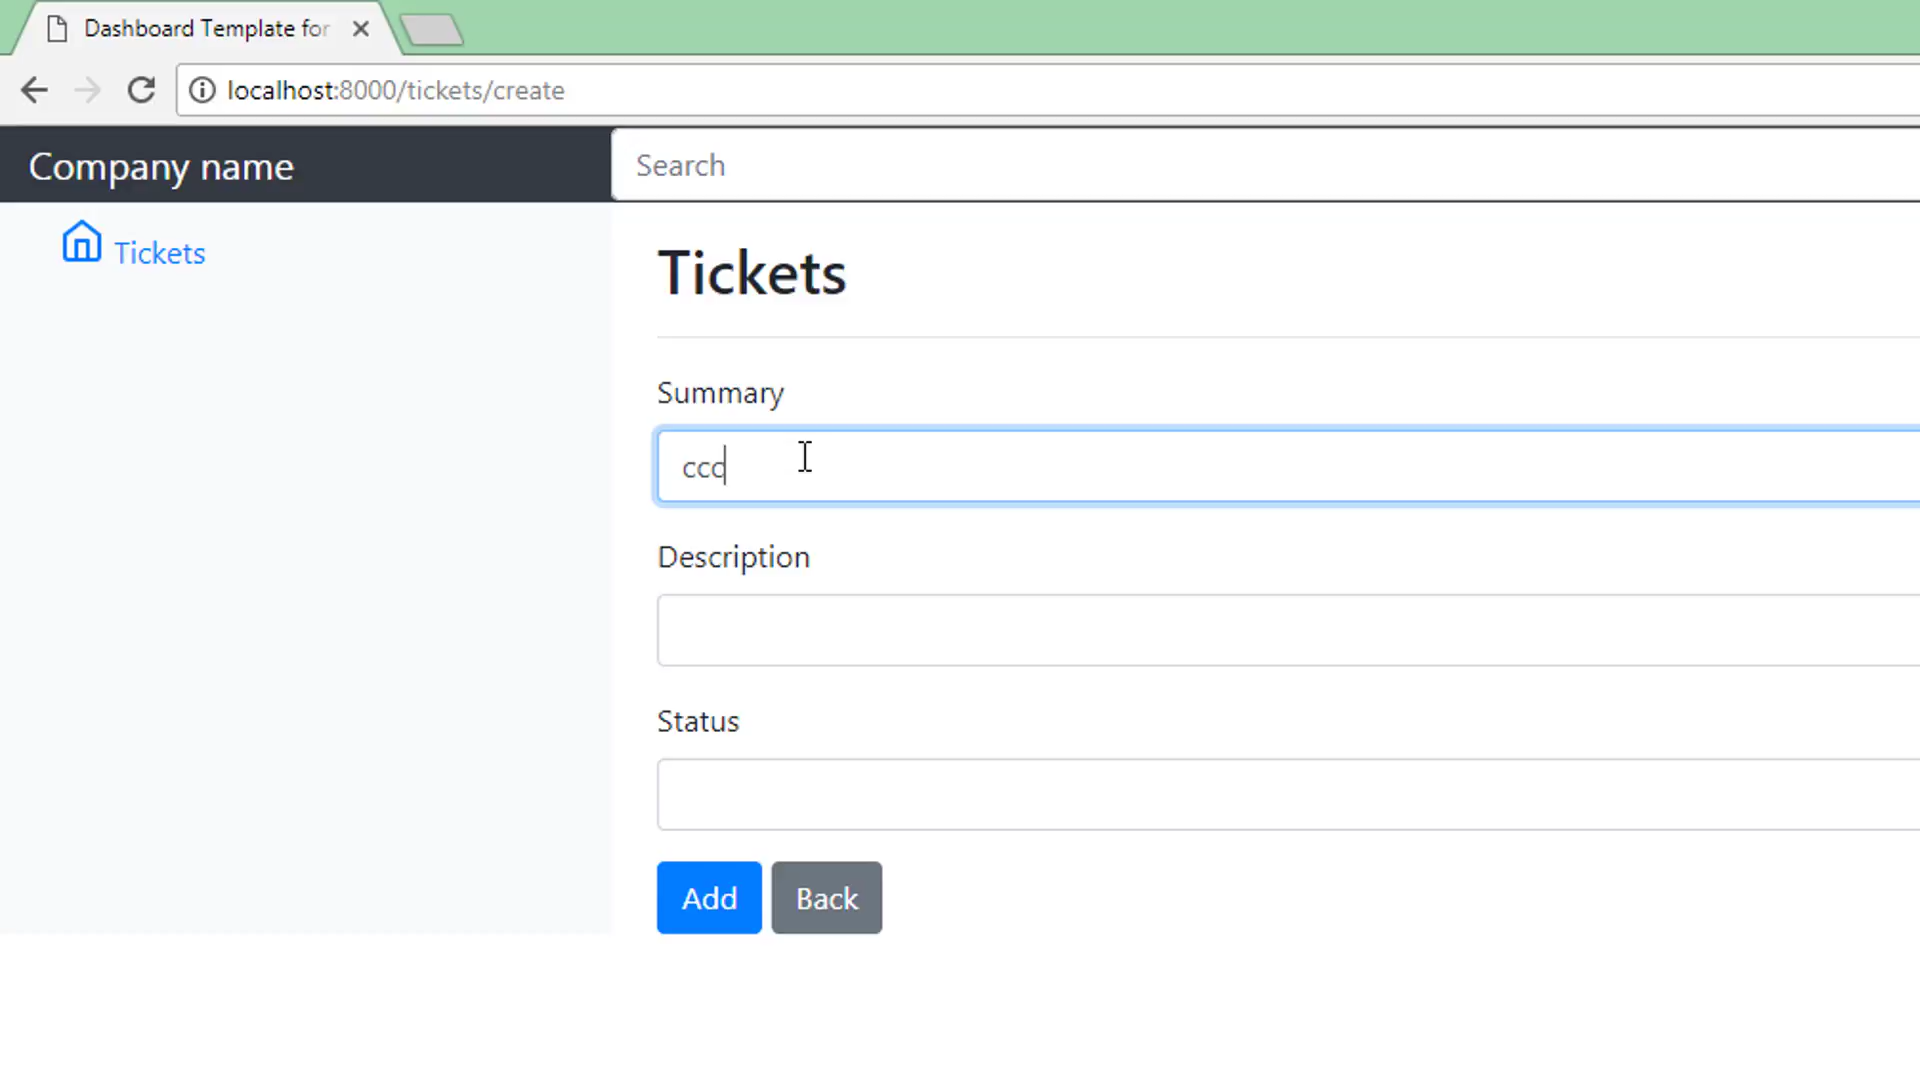 Dashboard Template for
localhost:8000/tickets/create
Company name
Search
Tickets
Tickets
Summary
ccc
Description
Status
Add Back